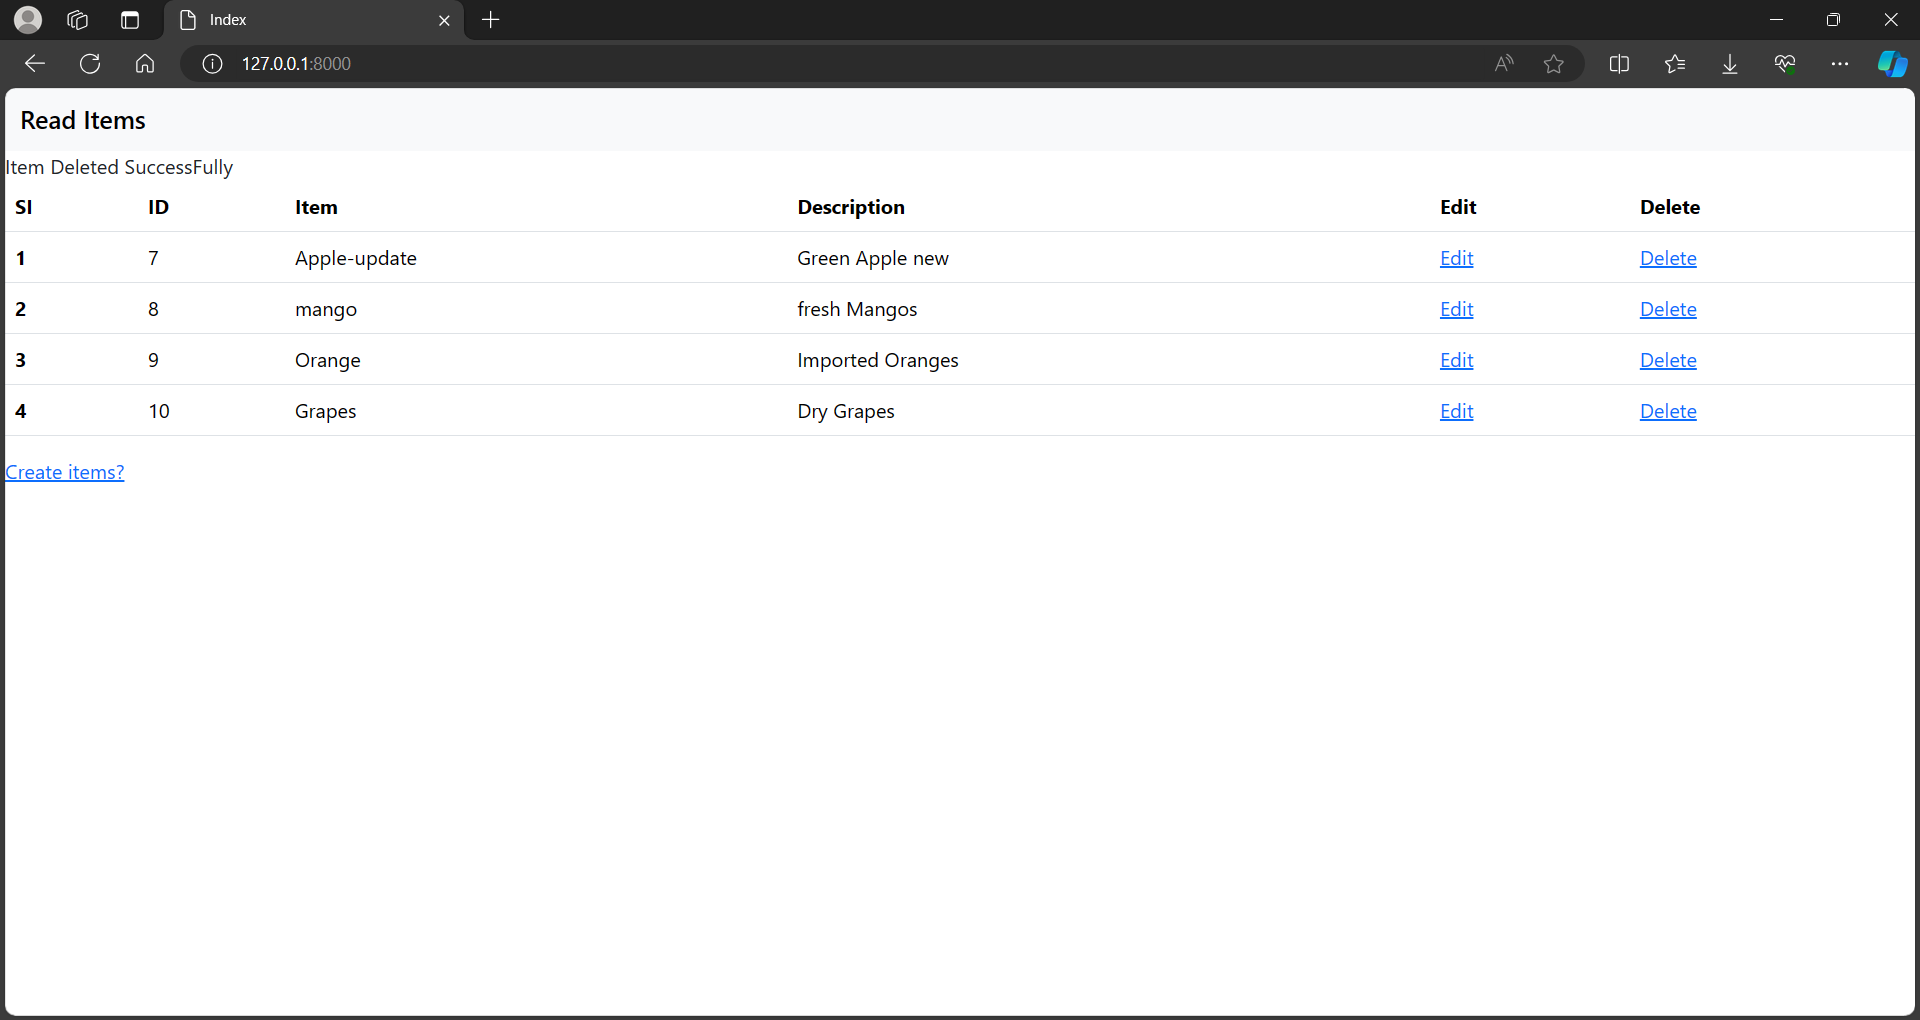 Index
127.0.0.1:8000
Read Items
Item Deleted SuccessFully
Sl ID Item Description Edit Delete
1 7 Apple-update Green Apple new Edit Delete
2 8 mango fresh Mangos Edit Delete
3 9 Orange Imported Oranges Edit Delete
4 10 Grapes Dry Grapes Edit Delete
Create items?